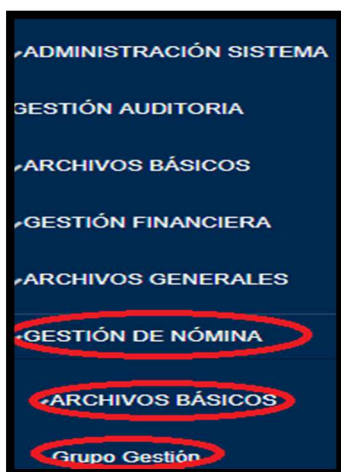 ADMINISTRACIÓN SISTEMA
GESTIÓN AUDITORIA
ARCHIVOS BÁSICOS
GESTIÓN FINANCIERA
ARCHIVOS GENERALES
GESTIÓN DE NÓMINA
ARCHIVOS BÁSICOS
Grupo Gestión